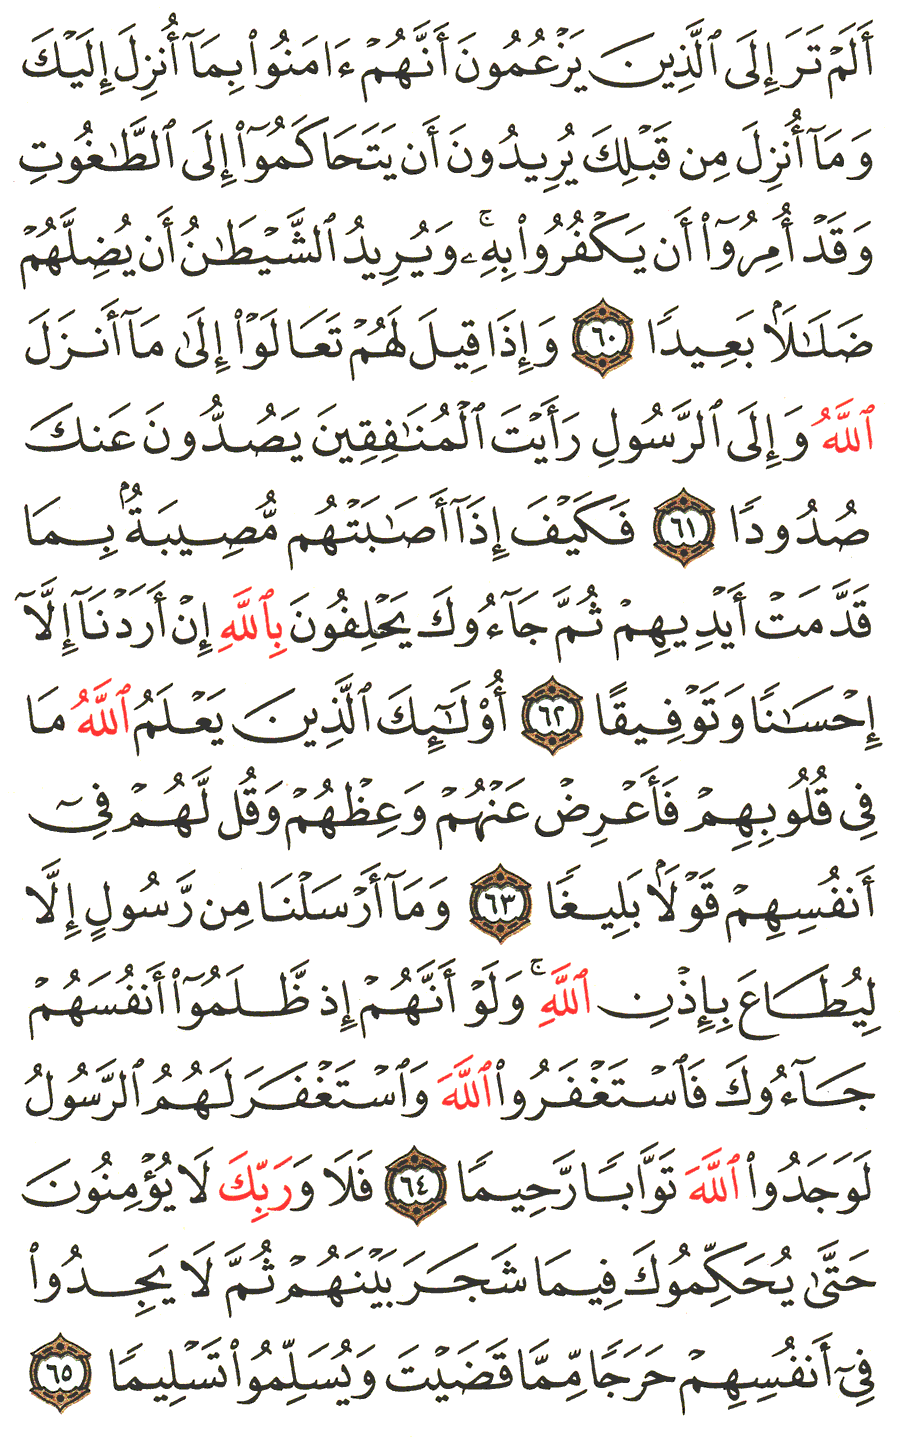 أَلَمْ تَرَ إِلَى ٱلَّذِينَ يَزْعُمُونَ أَنَّهُمْ ءَامَنُوا۟ بِمَآ أُنزِلَ إِلَيْكَ
وَمَآ أُنزِلَ مِن قَبْلِكَ يُرِيدُونَ أَن يَتَحَاكَمُوٓا۟ إِلَى ٱلطَّـٰغُوتِ
وَقَدْ أُمِرُوٓا۟ أَن يَكْفُرُوا۟ بِهِۦۚ وَيُرِيدُ ٱلشَّيْطَـٰنُ أَن يُضِلَّهُمْ
ضَلَـٰلًۢا بَعِيدًا ٦٠ وَإِذَا قِيلَ لَهُمْ تَعَالَوْا۟ إِلَىٰ مَآ أَنزَلَ
ٱللَّهُ وَإِلَى ٱلرَّسُولِ رَأَيْتَ ٱلْمُنَـٰفِقِينَ يَصُدُّونَ عَنكَ
صُدُودًا ٦١ فَكَيْفَ إِذَآ أَصَـٰبَتْهُم مُّصِيبَةٌۢ بِمَا
قَدَّمَتْ أَيْدِيهِمْ ثُمَّ جَآءُوكَ يَحْلِفُونَ بِٱللَّهِ إِنْ أَرَدْنَآ إِلَّآ
إِحْسَـٰنًا وَتَوْفِيقًا ٦٢ أُو۟لَـٰٓئِكَ ٱلَّذِينَ يَعْلَمُ ٱللَّهُ مَا
فِى قُلُوبِهِمْ فَأَعْرِضْ عَنْهُمْ وَعِظْهُمْ وَقُل لَّهُمْ فِىٓ
أَنفُسِهِمْ قَوْلًۢا بَلِيغًا ٦٣ وَمَآ أَرْسَلْنَا مِن رَّسُولٍ إِلَّا
لِيُطَاعَ بِإِذْنِ ٱللَّهِۚ وَلَوْ أَنَّهُمْ إِذ ظَّلَمُوٓا۟ أَنفُسَهُمْ
جَآءُوكَ فَٱسْتَغْفَرُوا۟ ٱللَّهَ وَٱسْتَغْفَرَ لَهُمُ ٱلرَّسُولُ
لَوَجَدُوا۟ ٱللَّهَ تَوَّابًا رَّحِيمًا ٦٤ فَلَا وَرَبِّكَ لَا يُؤْمِنُونَ
حَتَّىٰ يُحَكِّمُوكَ فِيمَا شَجَرَ بَيْنَهُمْ ثُمَّ لَا يَجِدُوا۟
فِىٓ أَنفُسِهِمْ حَرَجًا مِّمَّا قَضَيْتَ وَيُسَلِّمُوا۟ تَسْلِيمًا ٦٥